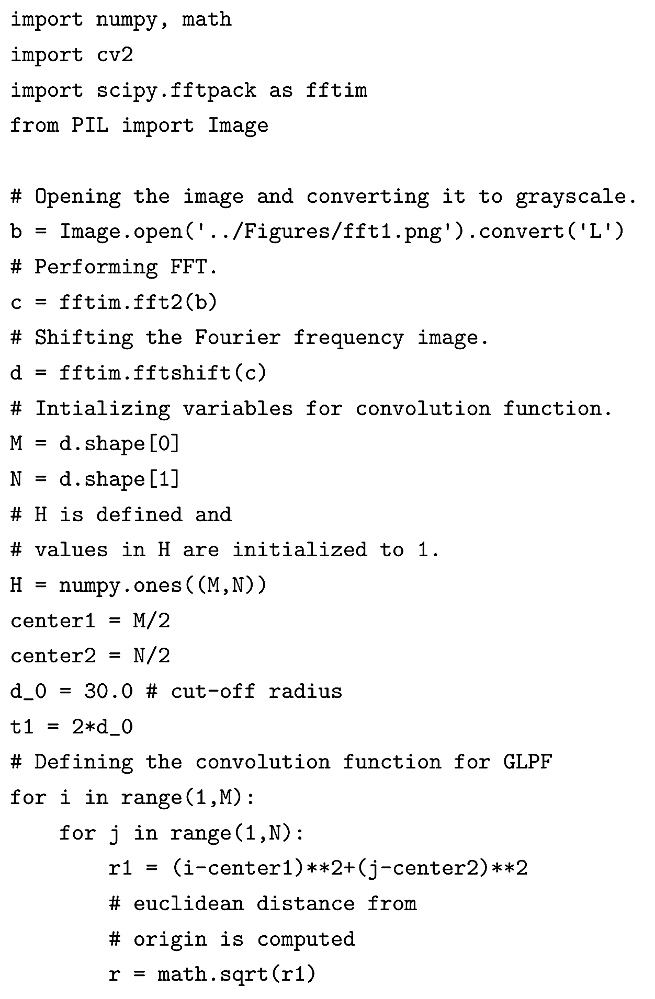 import numpy, math
import cv2
import scipy.fftpack as fftim
from PIL import Image

# Opening the image and converting it to grayscale.
b = Image.open('../Figures/fft1.png').convert('L')
# Performing FFT.
c = fftim.fft2(b)
# Shifting the Fourier frequency image.
d = fftim.fftshift(c)
# Intializing variables for convolution function.
M = d.shape[0]
N = d.shape[1]
# H is defined and
# values in H are initialized to 1.
H = numpy.ones((M,N))
center1 = M/2
center2 = N/2
d_0 = 30.0 # cut-off radius
t1 = 2*d_0
# Defining the convolution function for GLPF
for i in range(1,M):
    for j in range(1,N):
        r1 = (i-center1)**2+(j-center2)**2
        # euclidean distance from
        # origin is computed
        r = math.sqrt(r1)